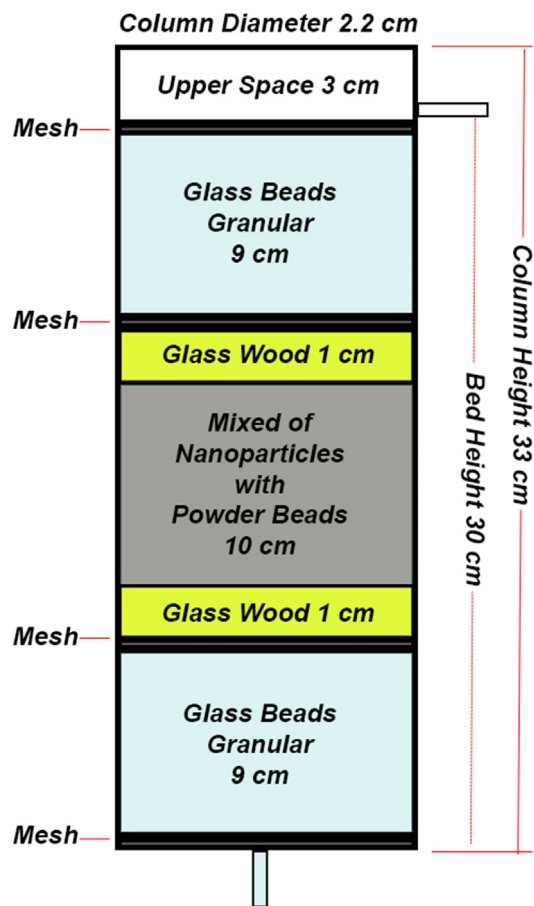 Column Diameter 2.2 cm
Upper Space 3 cm
Mesh
Glass Beads
Granular
9 cm
Mesh
Glass Wood 1 cm
Mixed of
Nanoparticles
with
Powder Beads
10 cm
Glass Wood 1 cm
Mesh
Glass Beads
Granular
9 cm
Mesh
Bed Height 30 cm
Column Height 33 cm